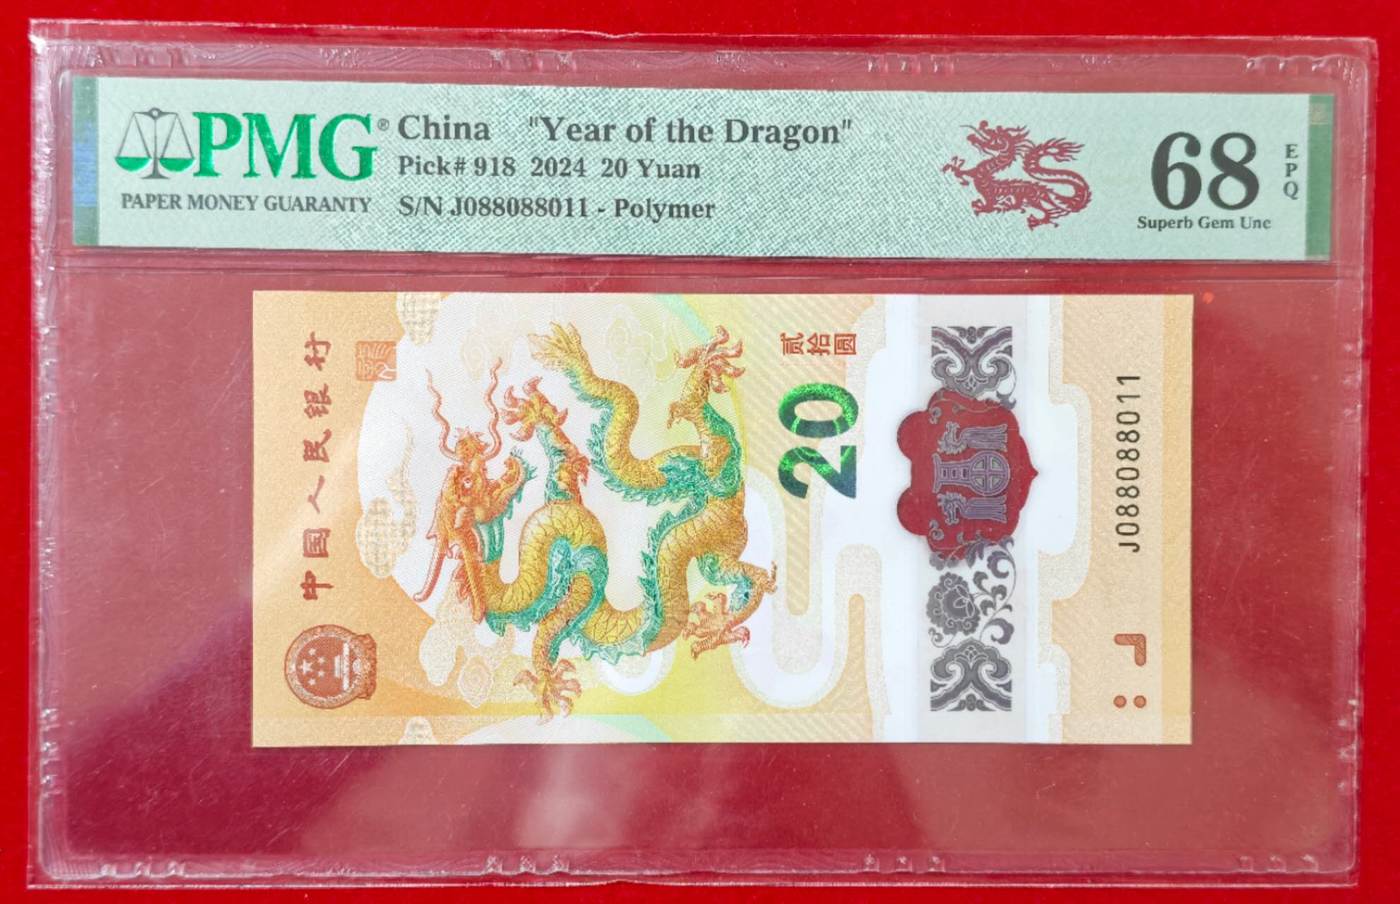 PMG®
PAPER MONEY GUARANTY
China "Year of the Dragon"
Pick# 918 2024 20 Yuan
S/N J088088011 - Polymer
68
EPQ
Superb Gem Unc
中国人民银行
贰拾圆
20
J088088011